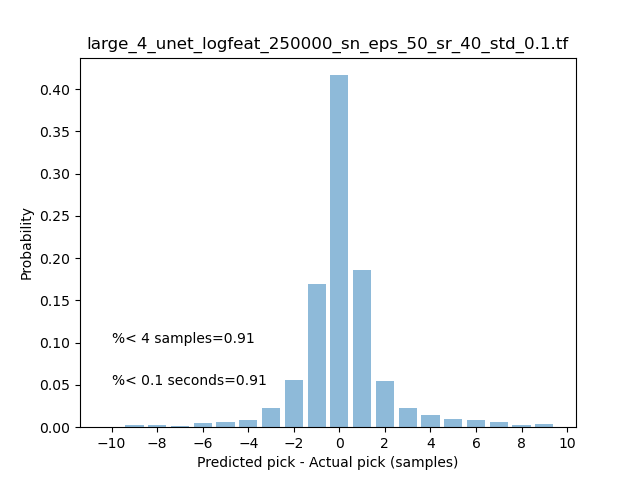 large_4_unet_logfeat_250000_sn_eps_50_sr_40_std_0.1.tf
0.40
0.35
0.30
0.25
0.20
0.15
0.10
0.05
0.00
Probability
%< 4 samples=0.91
%< 0.1 seconds=0.91
−10 −8 −6 −4 −2 0 2 4 6 8 10
Predicted pick - Actual pick (samples)